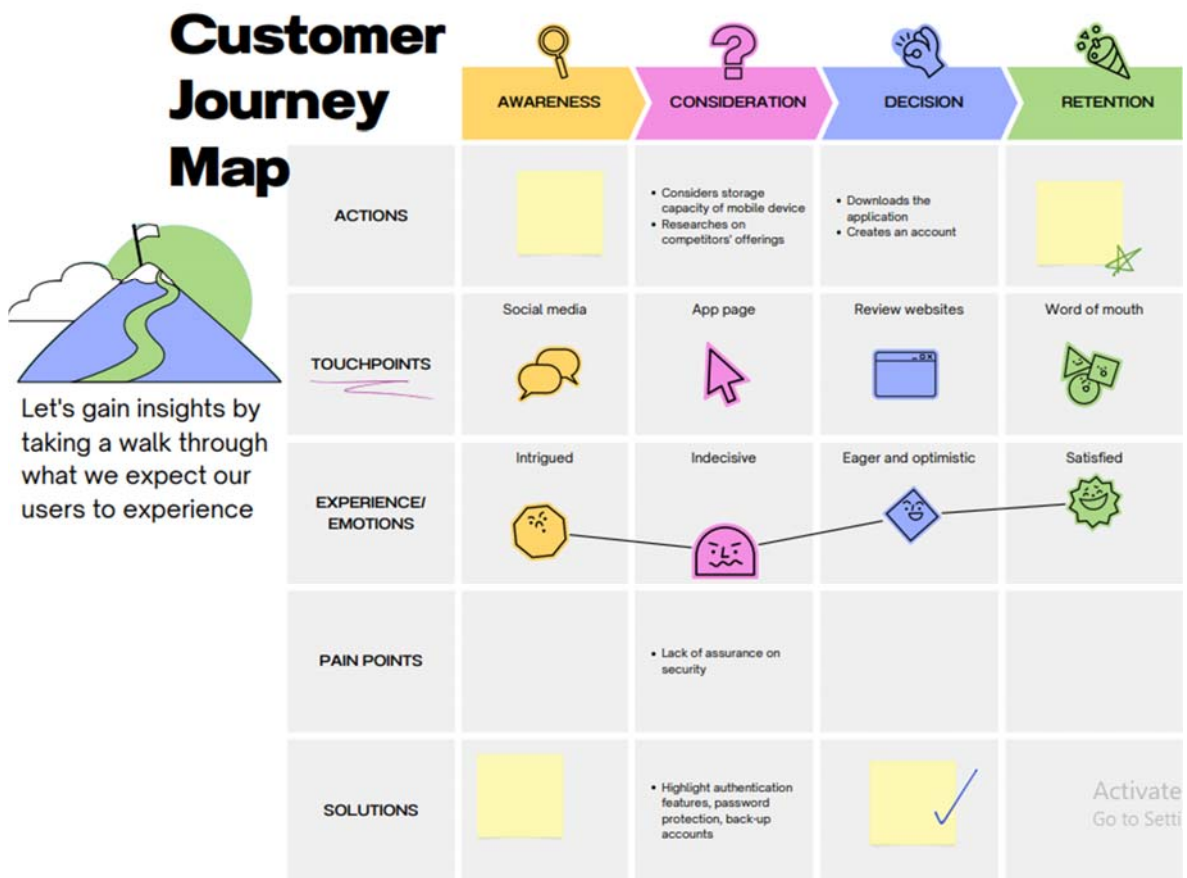 Customer
Journey
Map
AWARENESS
CONSIDERATION
DECISION
RETENTION
ACTIONS
• Considers storage
capacity of mobile device
• Researches on
competitors' offerings
• Downloads the
application
• Creates an account
TOUCHPOINTS
Social media
App page
Review websites
Word of mouth
Let's gain insights by
taking a walk through
what we expect our
users to experience
EXPERIENCE/
EMOTIONS
Intrigued
Indecisive
Eager and optimistic
Satisfied
PAIN POINTS
• Lack of assurance on
security
SOLUTIONS
• Highlight authentication
features, password
protection, back-up
accounts
Activate
Go to Setti